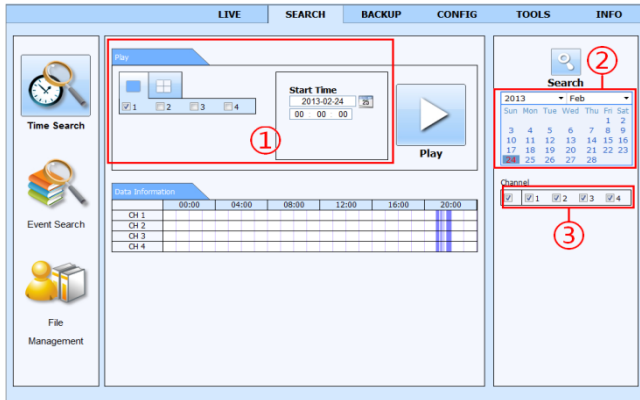 LIVE SEARCH BACKUP CONFIG TOOLS INFO
Time Search
Event Search
File
Management
Play
1 2 3 4
Start Time
2013-02-24 25
00 00 00
Play
①
Data Information
00:00 04:00 08:00 12:00 16:00 20:00
CH 1
CH 2
CH 3
CH 4
Search
②
2013 Feb
Sun Mon Tue Wed Thu Fri Sat
1 2
3 4 5 6 7 8 9
10 11 12 13 14 15 16
17 18 19 20 21 22 23
24 25 26 27 28
Channel
1 2 3 4
③